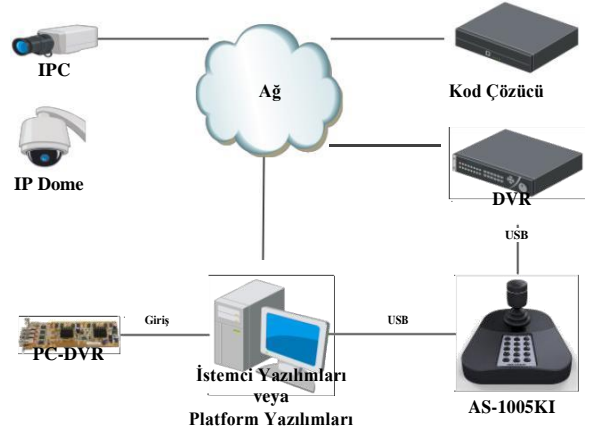 IPC
Ağ
Kod Çözücü
IP Dome
DVR
USB
Giriş
USB
PC-DVR
İstemci Yazılımları
veya
Platform Yazılımları
AS-1005KI